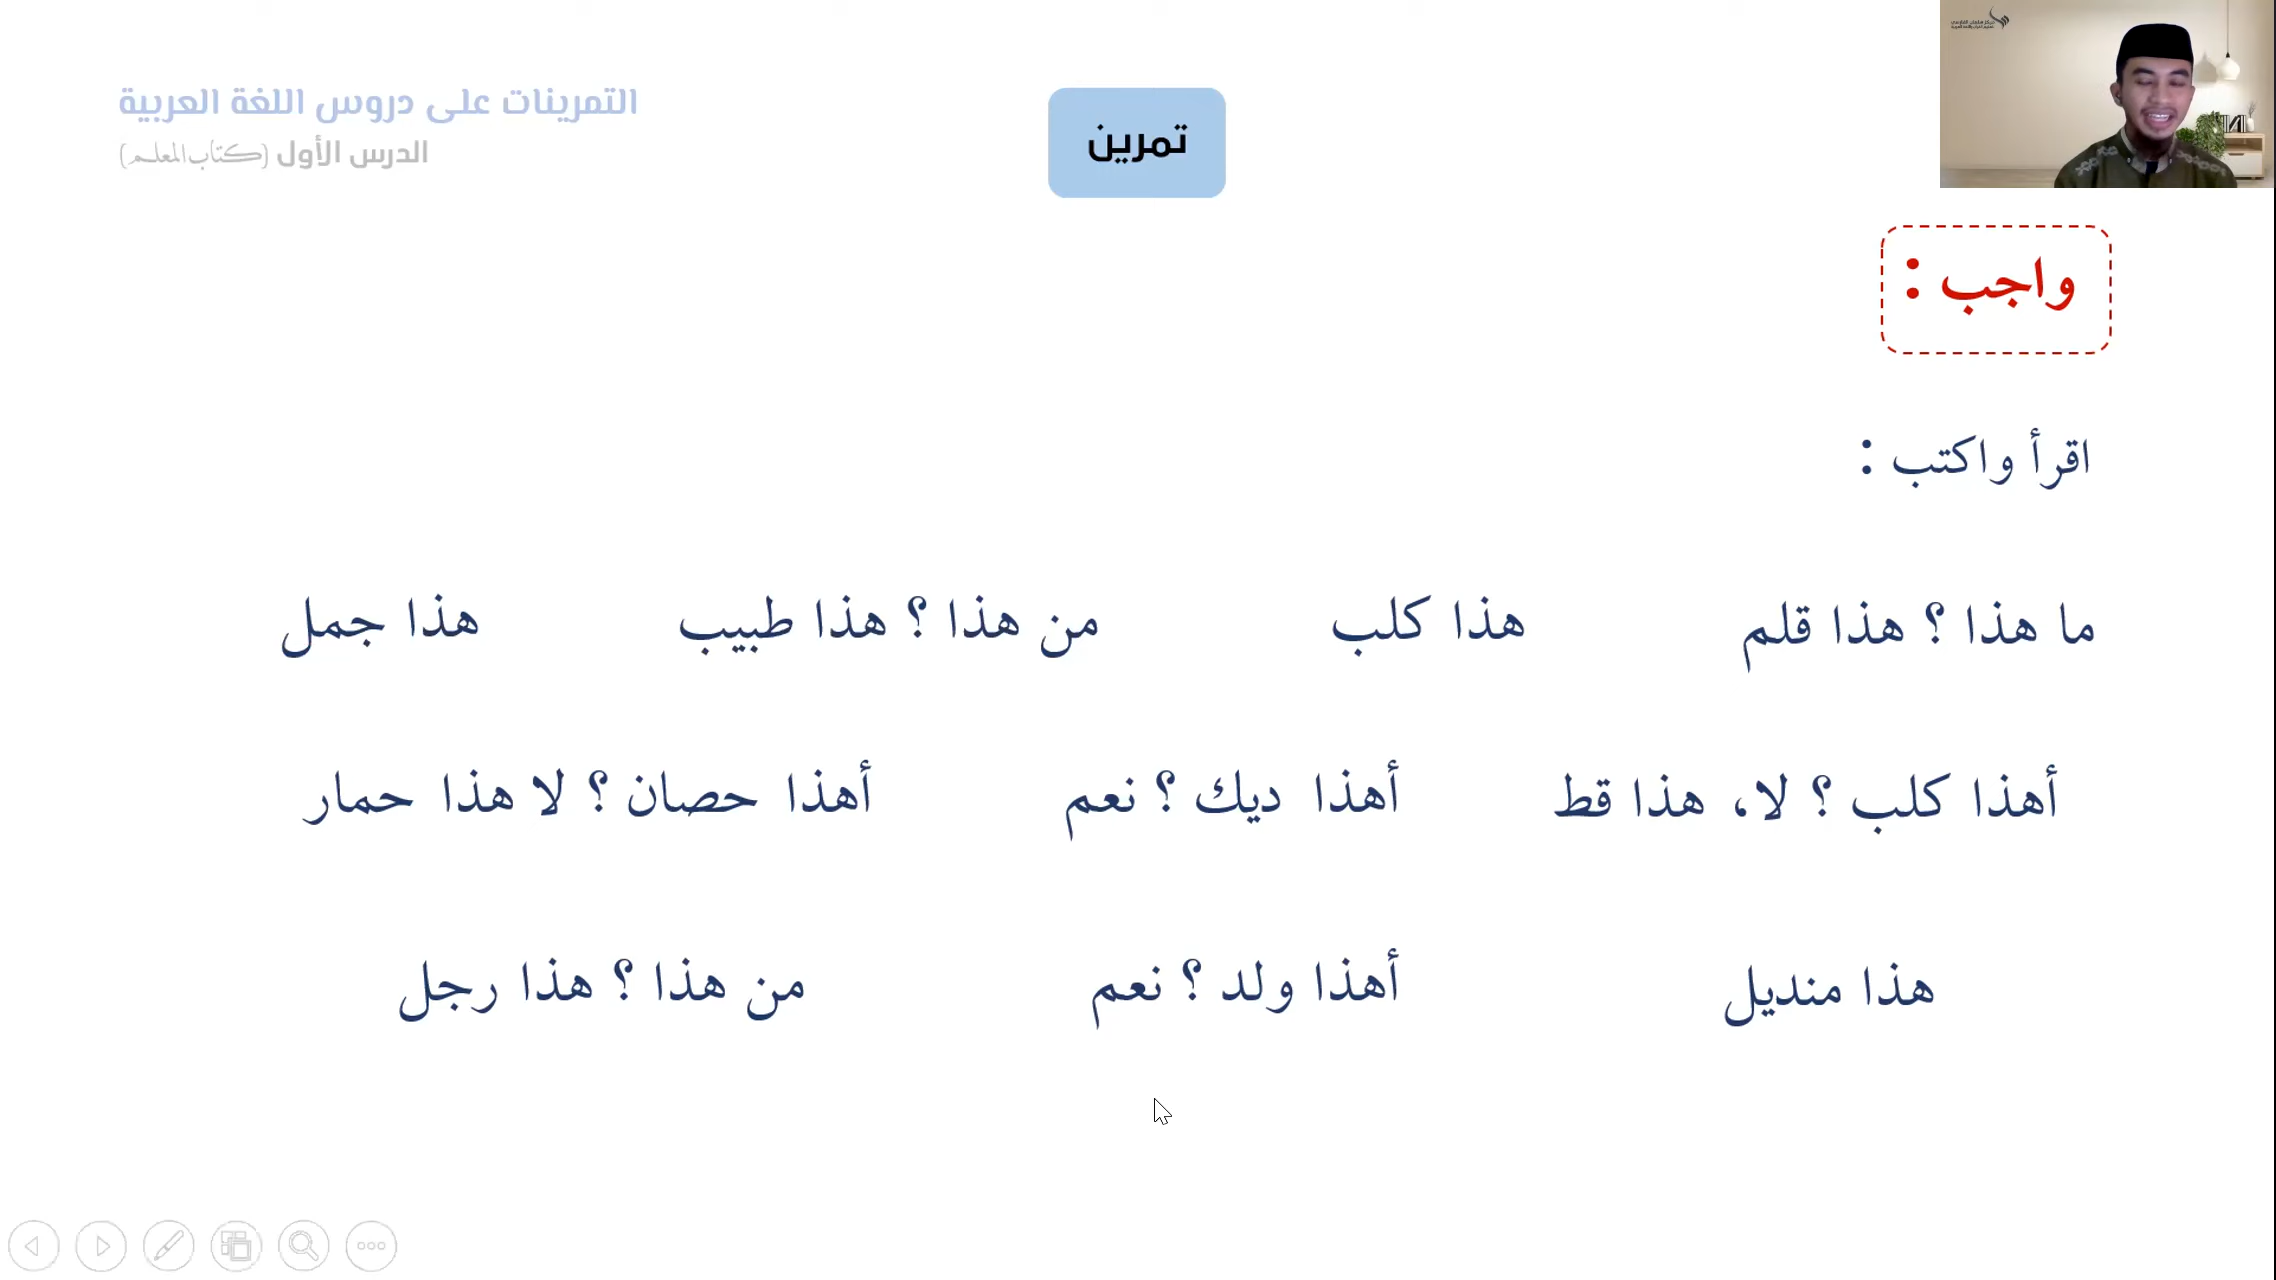 التمرينات على دروس اللغة العربية
الدرس الأول (كتاب المعلم)
تمرين
واجب :
اقرأ واكتب :
ما هذا ؟ هذا قلم    هذا كلب    من هذا ؟ هذا طبيب    هذا جمل
أهذا كلب ؟ لا، هذا قط    أهذا ديك ؟ نعم    أهذا حصان ؟ لا هذا حمار
هذا منديل    أهذا ولد ؟ نعم    من هذا ؟ هذا رجل